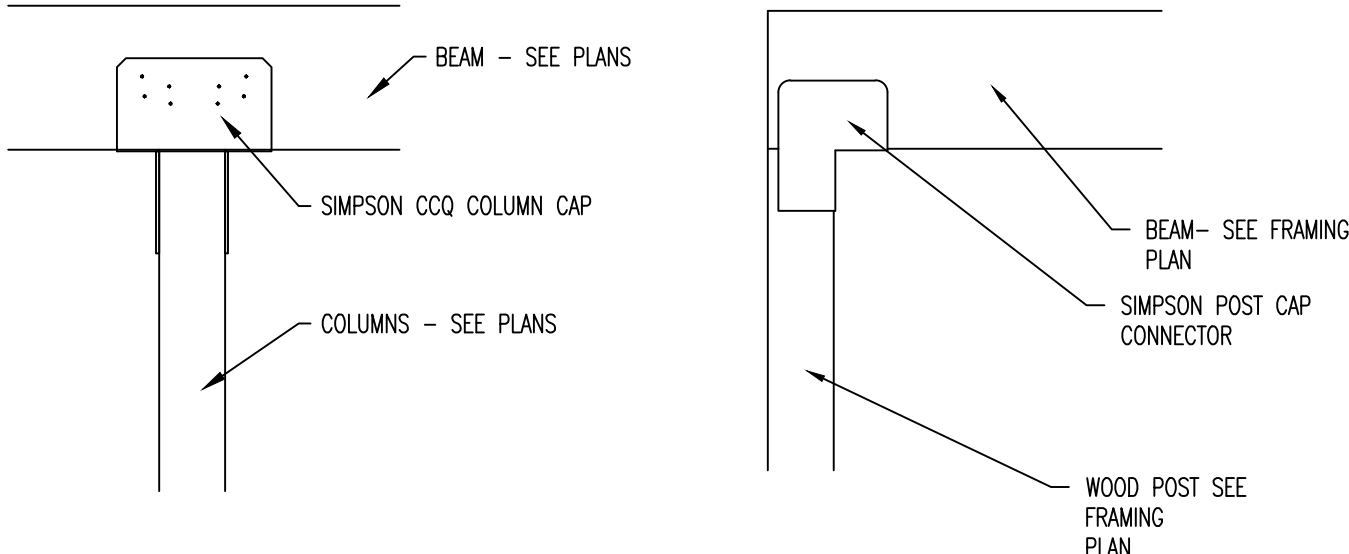 BEAM – SEE PLANS
SIMPSON CCQ COLUMN CAP
COLUMNS – SEE PLANS
BEAM– SEE FRAMING
PLAN
SIMPSON POST CAP
CONNECTOR
WOOD POST SEE
FRAMING
PLAN